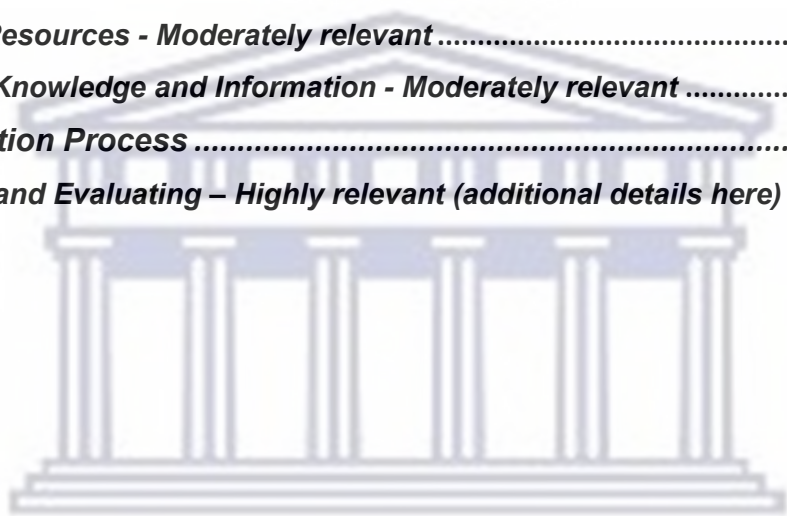 Resources - Moderately relevant ........................................
Knowledge and Information - Moderately relevant .............
tion Process ..............................................................................
and Evaluating – Highly relevant (additional details here)